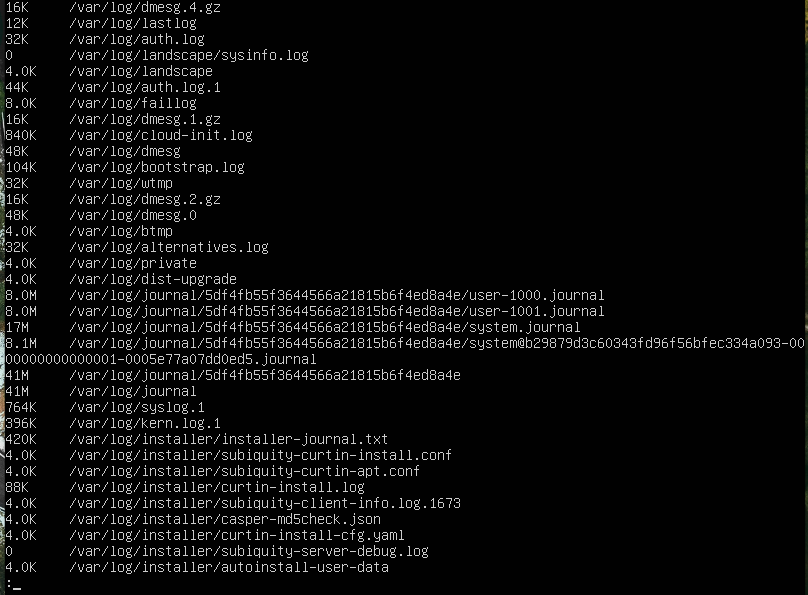 16K     /var/log/dmesg.4.gz
12K     /var/log/lastlog
32K     /var/log/auth.log
0       /var/log/landscape/sysinfo.log
4.0K    /var/log/landscape
44K     /var/log/auth.log.1
8.0K    /var/log/faillog
16K     /var/log/dmesg.1.gz
840K    /var/log/cloud-init.log
48K     /var/log/dmesg
104K    /var/log/bootstrap.log
32K     /var/log/wtmp
16K     /var/log/dmesg.2.gz
48K     /var/log/dmesg.0
4.0K    /var/log/btmp
32K     /var/log/alternatives.log
4.0K    /var/log/private
4.0K    /var/log/dist-upgrade
8.0M    /var/log/journal/5df4fb55f3644566a21815b6f4ed8a4e/user-1000.journal
8.0M    /var/log/journal/5df4fb55f3644566a21815b6f4ed8a4e/user-1001.journal
17M     /var/log/journal/5df4fb55f3644566a21815b6f4ed8a4e/system.journal
8.1M    /var/log/journal/5df4fb55f3644566a21815b6f4ed8a4e/system@b29879d3c60343fd96f56bfec334a093-00
00000000000001-0005e77a07dd0ed5.journal
41M     /var/log/journal/5df4fb55f3644566a21815b6f4ed8a4e
41M     /var/log/journal
764K    /var/log/syslog.1
396K    /var/log/kern.log.1
420K    /var/log/installer/installer-journal.txt
4.0K    /var/log/installer/subiquity-curtin-install.conf
4.0K    /var/log/installer/subiquity-curtin-apt.conf
88K     /var/log/installer/curtin-install.log
4.0K    /var/log/installer/subiquity-client-info.log.1673
4.0K    /var/log/installer/casper-md5check.json
4.0K    /var/log/installer/curtin-install-cfg.yaml
0       /var/log/installer/subiquity-server-debug.log
4.0K    /var/log/installer/autoinstall-user-data
:_